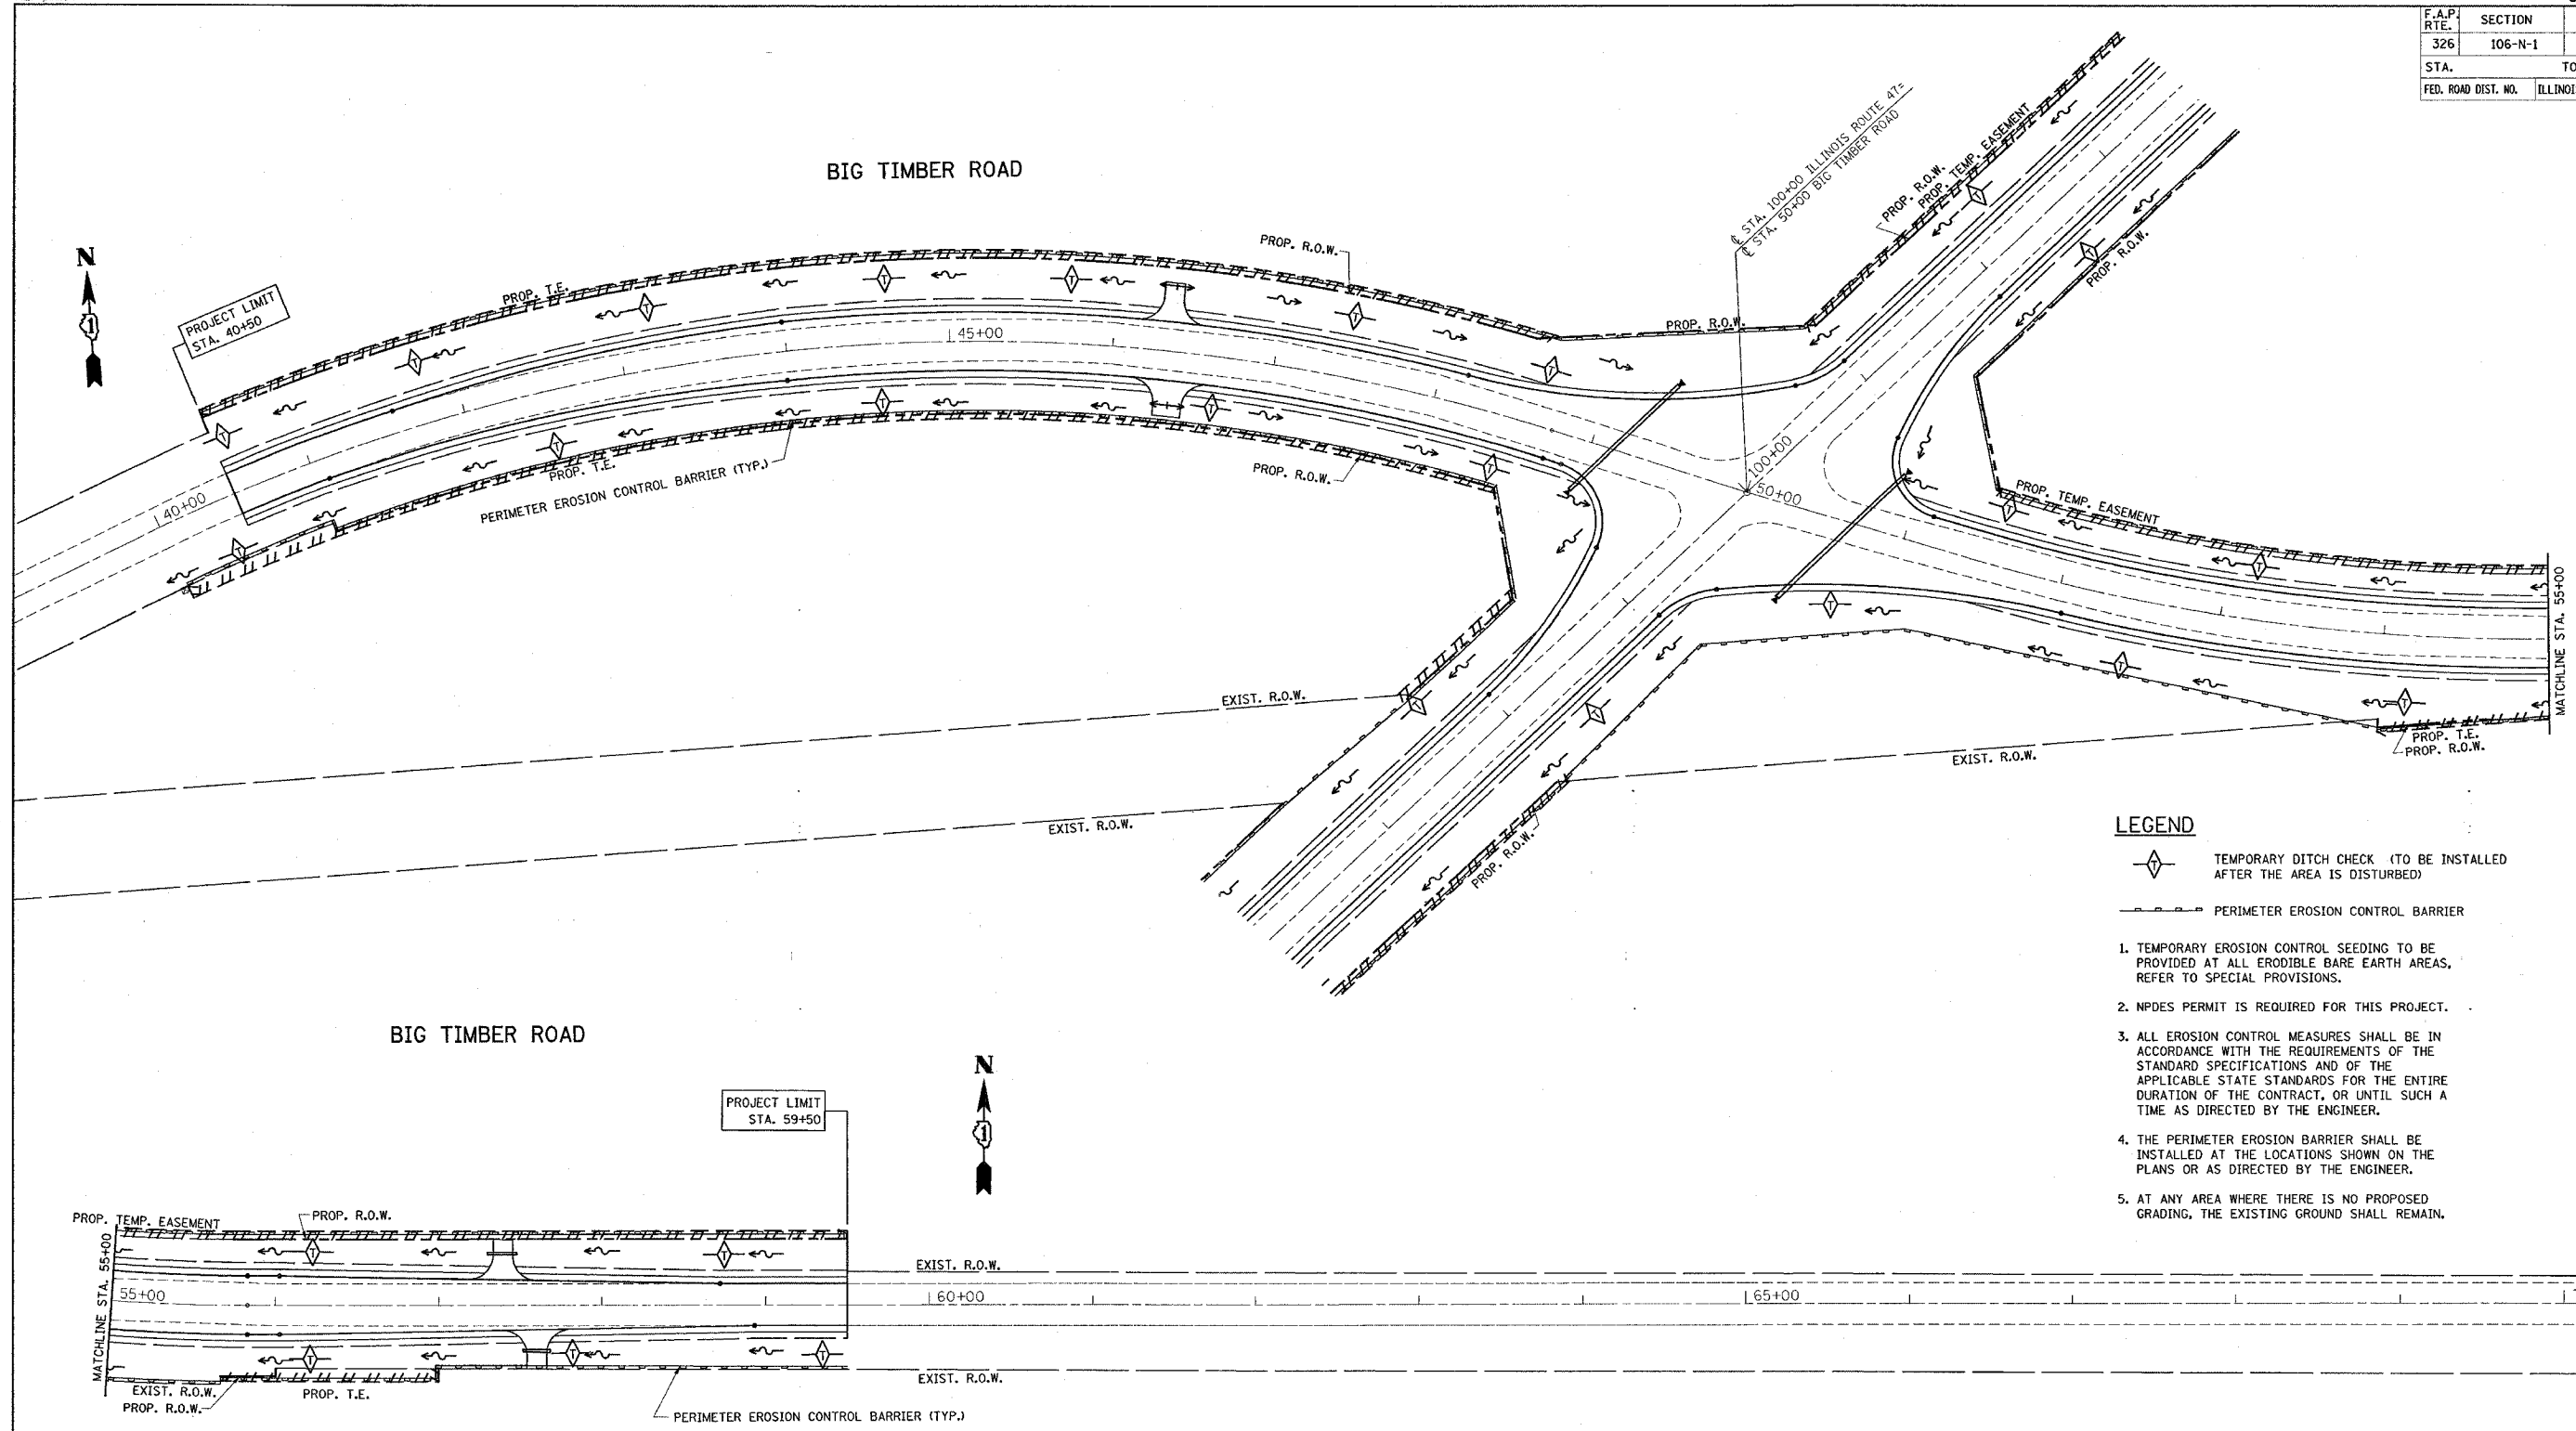 F.A.P. RTE.
SECTION
326
106-N-1
STA.
TO
FED. ROAD DIST. NO.
ILLINOIS
BIG TIMBER ROAD
₵ STA. 100+00 ILLINOIS ROUTE 47=
₵ STA. 50+00 BIG TIMBER ROAD
PROP. R.O.W.
PROP. TEMP. EASEMENT
PROP. R.O.W.
N
1
PROJECT LIMIT
STA. 40+50
PROP. T.E.
PROP. R.O.W.
PROP. R.O.W.
45+00
40+00
PROP. T.E.
PERIMETER EROSION CONTROL BARRIER (TYP.)
PROP. R.O.W.
100+00
50+00
PROP. TEMP. EASEMENT
MATCHLINE STA. 55+00
EXIST. R.O.W.
EXIST. R.O.W.
EXIST. R.O.W.
PROP. T.E.
PROP. R.O.W.
PROP. R.O.W.
LEGEND
T
TEMPORARY DITCH CHECK (TO BE INSTALLED
AFTER THE AREA IS DISTURBED)
PERIMETER EROSION CONTROL BARRIER
1. TEMPORARY EROSION CONTROL SEEDING TO BE
PROVIDED AT ALL ERODIBLE BARE EARTH AREAS,
REFER TO SPECIAL PROVISIONS.
2. NPDES PERMIT IS REQUIRED FOR THIS PROJECT.
3. ALL EROSION CONTROL MEASURES SHALL BE IN
ACCORDANCE WITH THE REQUIREMENTS OF THE
STANDARD SPECIFICATIONS AND OF THE
APPLICABLE STATE STANDARDS FOR THE ENTIRE
DURATION OF THE CONTRACT, OR UNTIL SUCH A
TIME AS DIRECTED BY THE ENGINEER.
4. THE PERIMETER EROSION BARRIER SHALL BE
INSTALLED AT THE LOCATIONS SHOWN ON THE
PLANS OR AS DIRECTED BY THE ENGINEER.
5. AT ANY AREA WHERE THERE IS NO PROPOSED
GRADING, THE EXISTING GROUND SHALL REMAIN.
BIG TIMBER ROAD
N
1
PROJECT LIMIT
STA. 59+50
PROP. TEMP. EASEMENT
PROP. R.O.W.
MATCHLINE STA. 55+00
EXIST. R.O.W.
55+00
60+00
65+00
EXIST. R.O.W.
PROP. R.O.W.
PROP. T.E.
EXIST. R.O.W.
PERIMETER EROSION CONTROL BARRIER (TYP.)